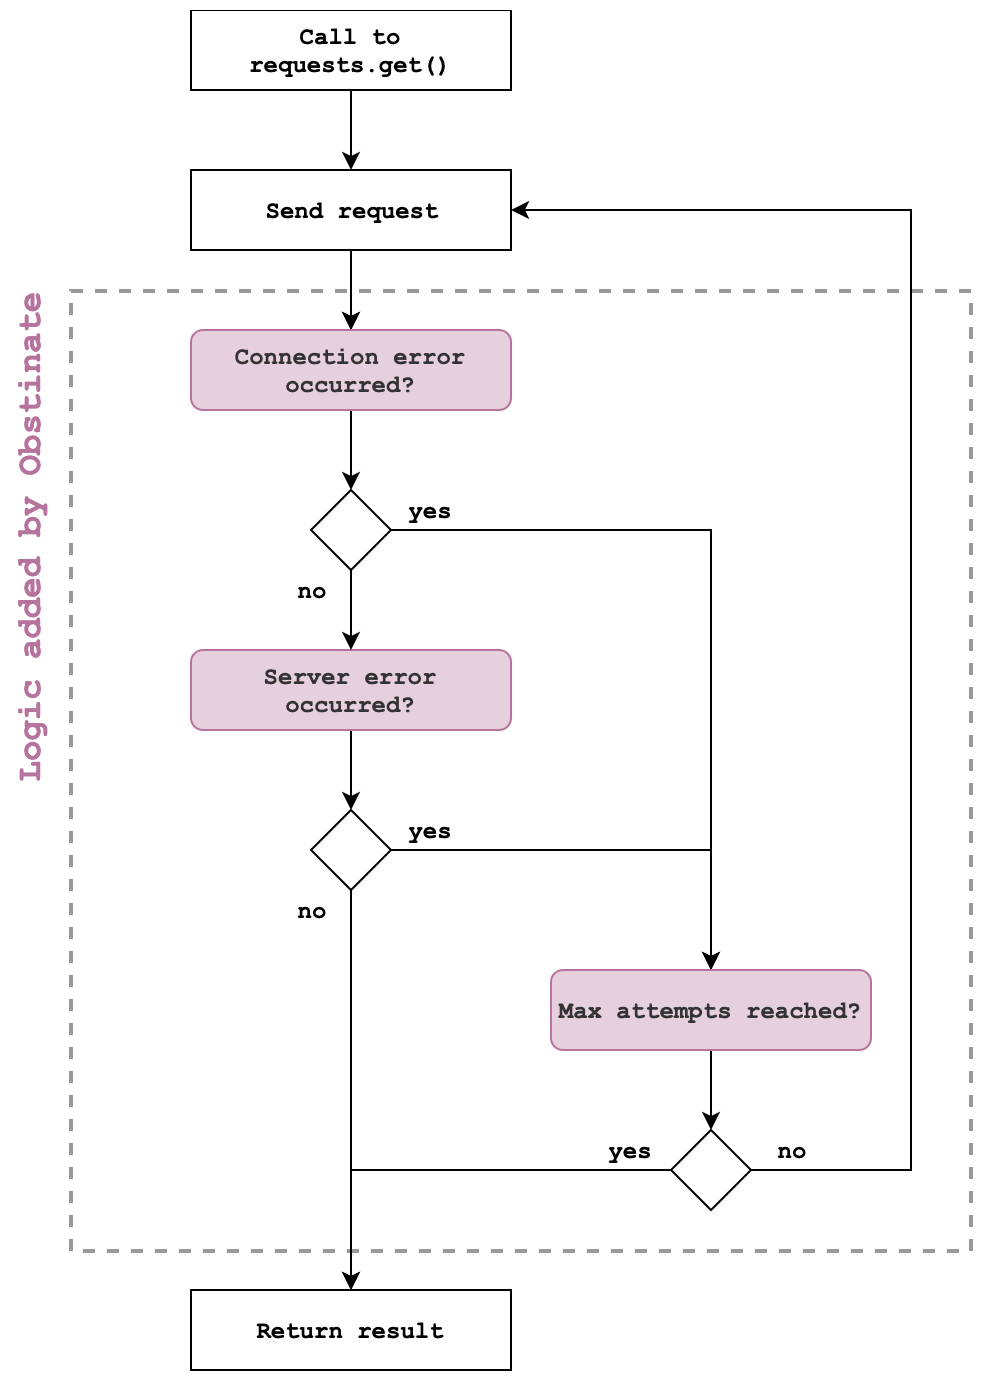 Call to
requests.get()
Send request
Logic added by Obstinate
Connection error
occurred?
yes
no
Server error
occurred?
yes
no
Max attempts reached?
yes
no
Return result